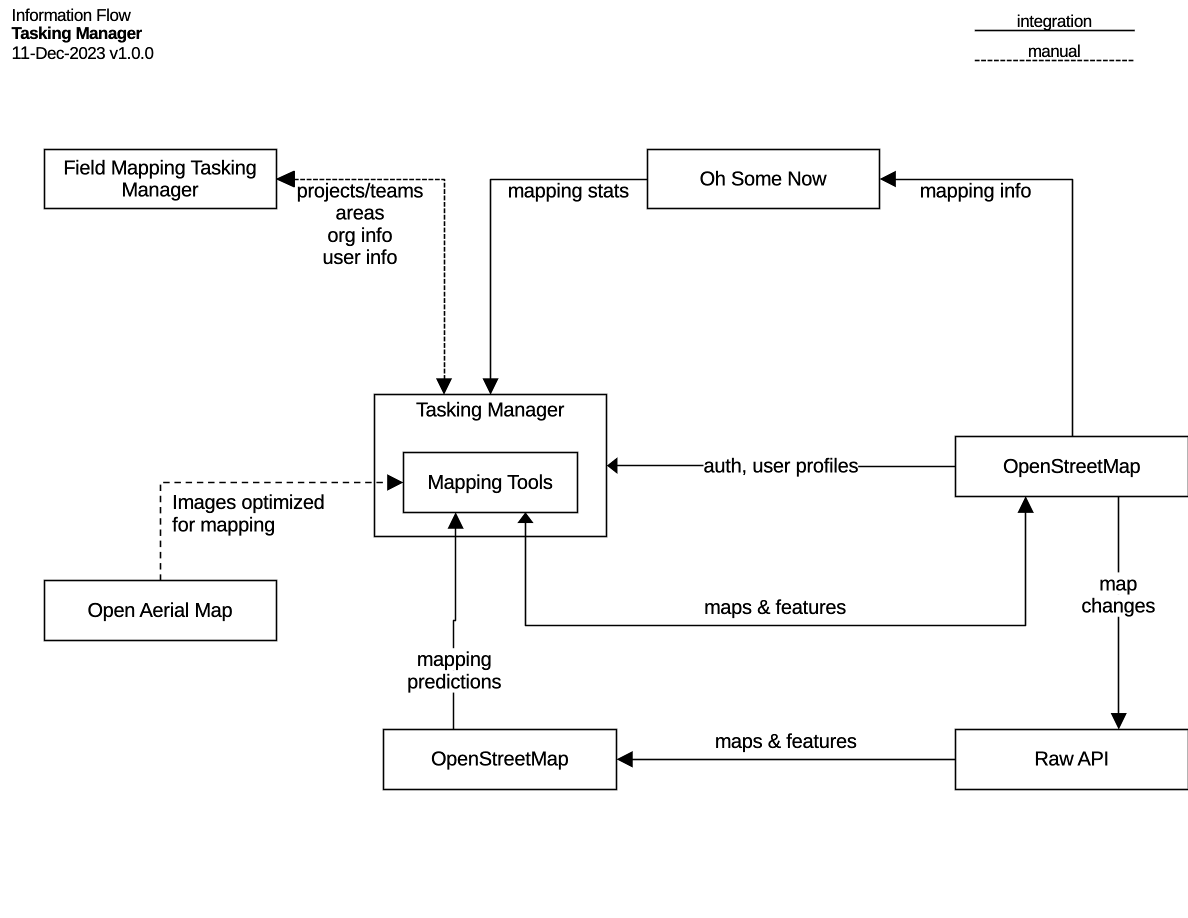 Information Flow
Tasking Manager
11-Dec-2023 v1.0.0
integration
manual
Field Mapping Tasking
Manager
projects/teams
areas
org info
user info
mapping stats
Oh Some Now
mapping info
Tasking Manager
Mapping Tools
auth, user profiles
OpenStreetMap
Images optimized
for mapping
Open Aerial Map
maps & features
map
changes
mapping
predictions
OpenStreetMap
maps & features
Raw API